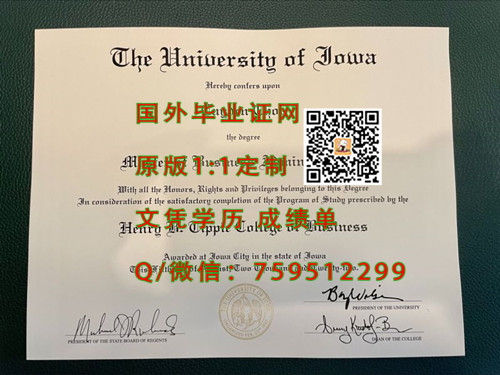 The University of Iowa
Hereby confers upon
国外毕业证网
the degree
原版1:1定制
With all the Honors, Rights and Privileges belonging to this Degree
In consideration of the satisfactory completion of the Program of Study prescribed by the
文凭学历 成绩单
Henry B. Tippie College of Business
Awarded at Iowa City in the state of Iowa
Q/微信：759512299
PRESIDENT OF THE UNIVERSITY
PRESIDENT OF THE STATE BOARD OF REGENTS
DEAN OF THE COLLEGE